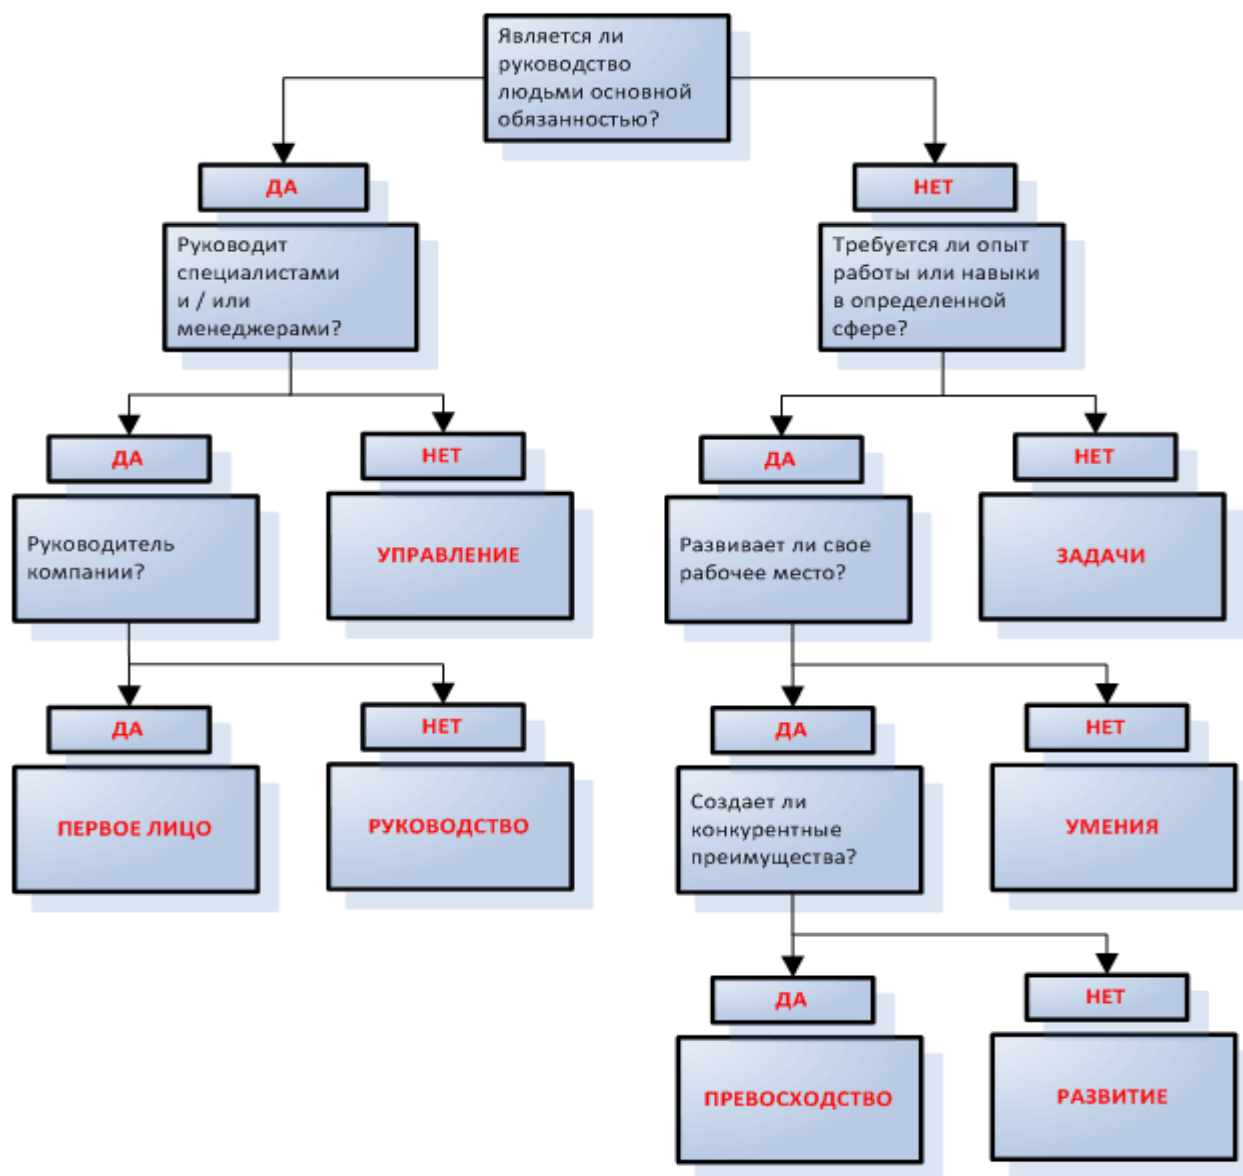 Является ли
руководство
людьми основной
обязанностью?
ДА
НЕТ
Руководит
специалистами
и / или
менеджерами?
Требуется ли опыт
работы или навыки
в определенной
сфере?
ДА
НЕТ
ДА
НЕТ
Руководитель
компании?
УПРАВЛЕНИЕ
Развивает ли свое
рабочее место?
ЗАДАЧИ
ДА
НЕТ
ДА
НЕТ
ПЕРВОЕ ЛИЦО
РУКОВОДСТВО
Создает ли
конкурентные
преимущества?
УМЕНИЯ
ДА
НЕТ
ПРЕВОСХОДСТВО
РАЗВИТИЕ